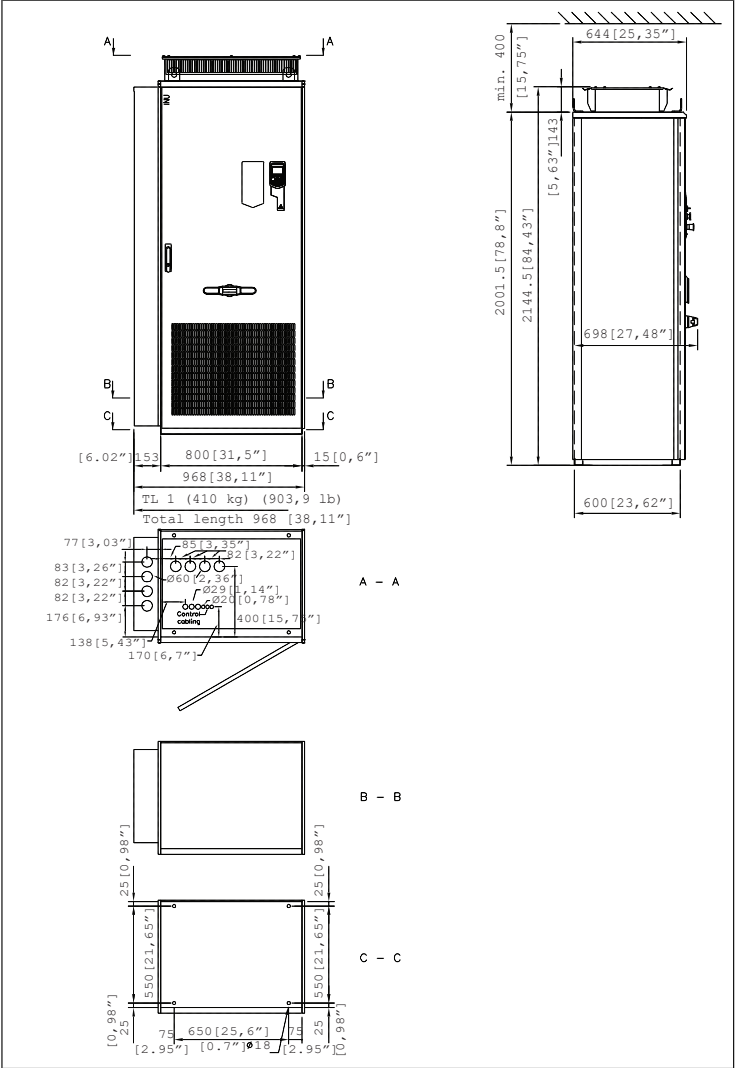 A
A
644[25,35″]
min. 400
[15,75″]
[5,63″]143
INJ
2001.5[78,8″]
2144.5[84,43″]
698[27,48″]
B
B
C
C
[6.02″]153
800[31,5″]
15[0,6″]
968[38,11″]
600[23,62″]
TL 1 (410 kg) (903,9 lb)
Total length 968 [38,11″]
77[3,03″]
85[3,35″]
82[3,22″]
83[3,26″]
Ø60[2,36″]
82[3,22″]
Ø29[1,14″]
82[3,22″]
Ø20[0,78″]
176[6,93″]
Control
cabling
400[15,75″]
138[5,43″]
170[6,7″]
A - A
B - B
25[0,98″]
25[0,98″]
550[21,65″]
550[21,65″]
C - C
25
[0,98″]
25
[0,98″]
75
[2.95″]
650[25,6″]
75
[2.95″]
[0.7″]ø18